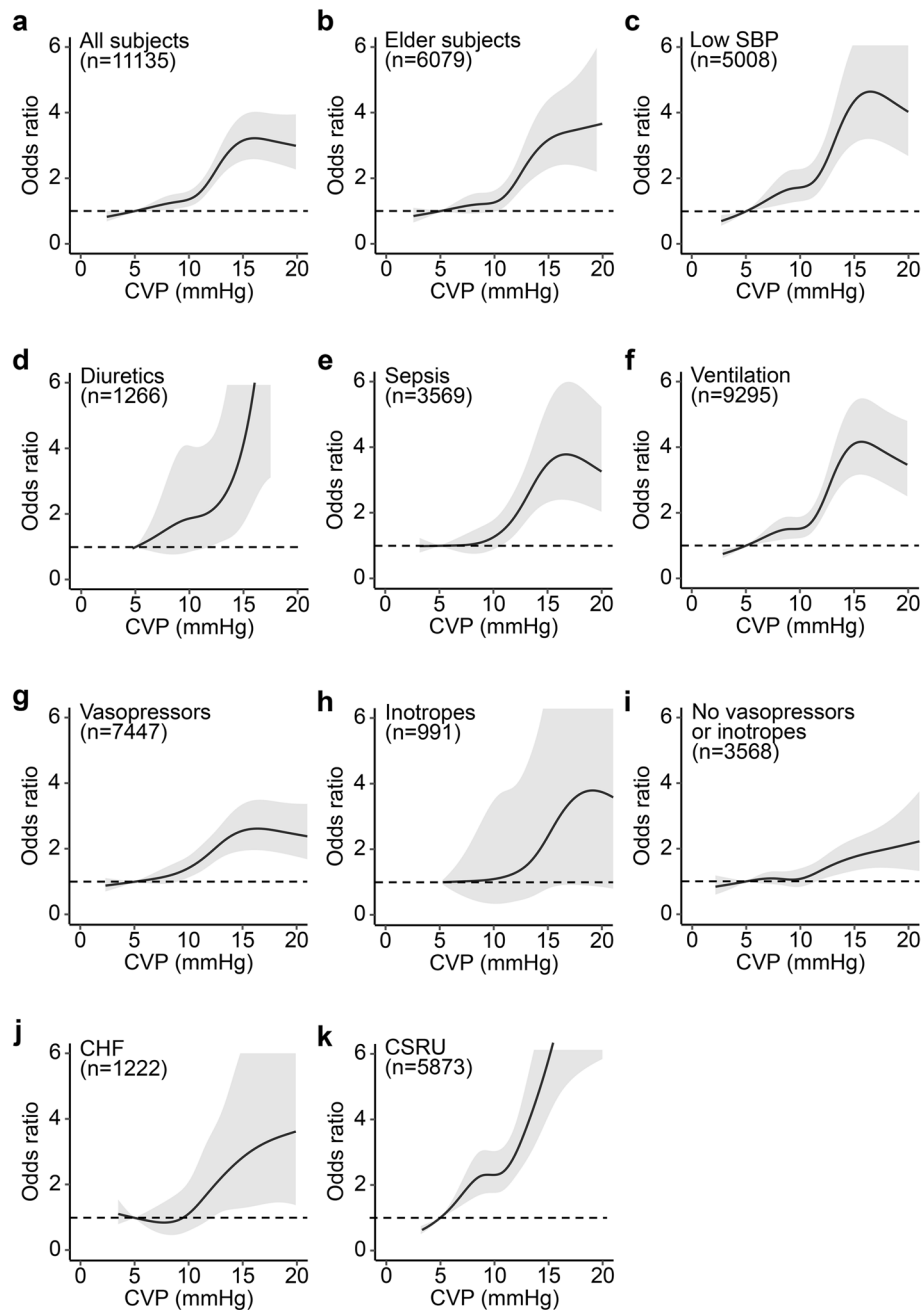 a
All subjects
(n=11135)
Odds ratio
6
4
2
0
0 5 10 15 20
CVP (mmHg)
b
Elder subjects
(n=6079)
Odds ratio
6
4
2
0
0 5 10 15 20
CVP (mmHg)
c
Low SBP
(n=5008)
Odds ratio
6
4
2
0
0 5 10 15 20
CVP (mmHg)
d
Diuretics
(n=1266)
Odds ratio
6
4
2
0
0 5 10 15 20
CVP (mmHg)
e
Sepsis
(n=3569)
Odds ratio
6
4
2
0
0 5 10 15 20
CVP (mmHg)
f
Ventilation
(n=9295)
Odds ratio
6
4
2
0
0 5 10 15 20
CVP (mmHg)
g
Vasopressors
(n=7447)
Odds ratio
6
4
2
0
0 5 10 15 20
CVP (mmHg)
h
Inotropes
(n=991)
Odds ratio
6
4
2
0
0 5 10 15 20
CVP (mmHg)
i
No vasopressors
or inotropes
(n=3568)
Odds ratio
6
4
2
0
0 5 10 15 20
CVP (mmHg)
j
CHF
(n=1222)
Odds ratio
6
4
2
0
0 5 10 15 20
CVP (mmHg)
k
CSRU
(n=5873)
Odds ratio
6
4
2
0
0 5 10 15 20
CVP (mmHg)